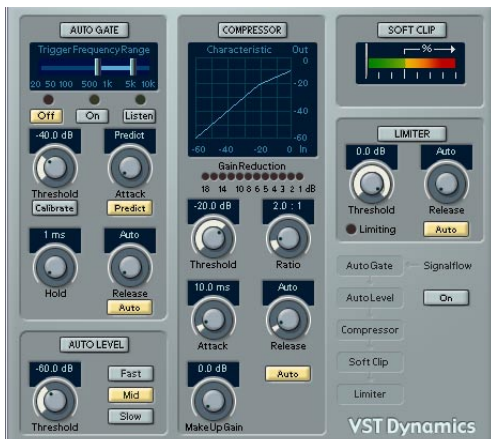 AUTO GATE
Trigger Frequency Range
20 50 100 500 1k 5k 10k
Off On Listen
-40.0 dB Predict
Threshold Attack
Calibrate Predict
1 ms Auto
Hold Release
Auto
AUTO LEVEL
-60.0 dB
Fast
Mid
Slow
Threshold
COMPRESSOR
Characteristic Out
0
-20
-40
-60 -40 -20 0 In
Gain Reduction
18 14 10 8 6 5 4 3 2 1 dB
-20.0 dB 2.0 : 1
Threshold Ratio
10.0 ms Auto
Attack Release
0.0 dB
Auto
MakeUp Gain
SOFT CLIP
%
LIMITER
0.0 dB Auto
Threshold Release
Limiting Auto
Auto Gate Signalflow
Auto Level On
Compressor
Soft Clip
Limiter
VST Dynamics